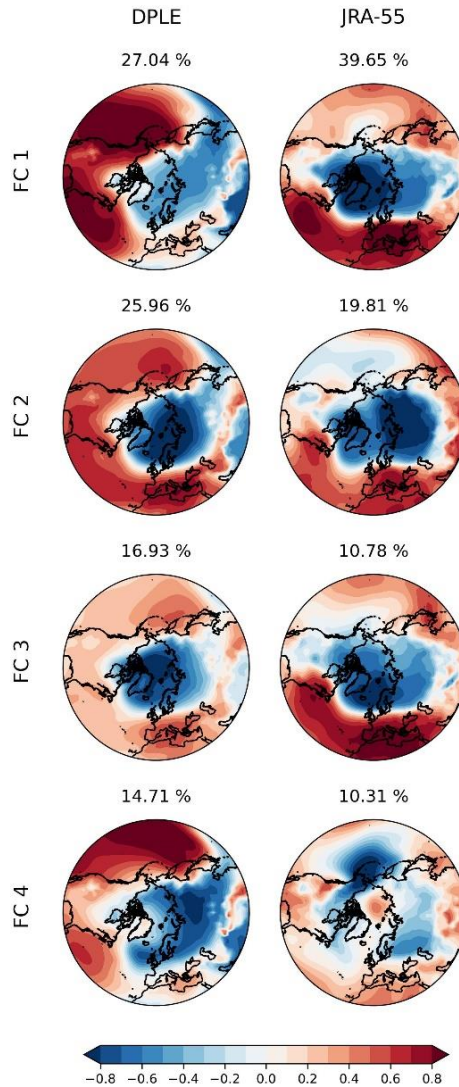 DPLE JRA-55
27.04 % 39.65 %
FC 1
25.96 % 19.81 %
FC 2
16.93 % 10.78 %
FC 3
14.71 % 10.31 %
FC 4
−0.8 −0.6 −0.4 −0.2 0.0 0.2 0.4 0.6 0.8